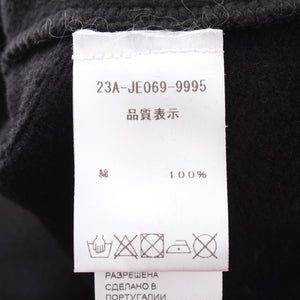 23A-JE069-9995
品質表示
綿 100%
РАЗРЕШЕНА
СДЕЛАНО В
ПОРТУГАЛИИ